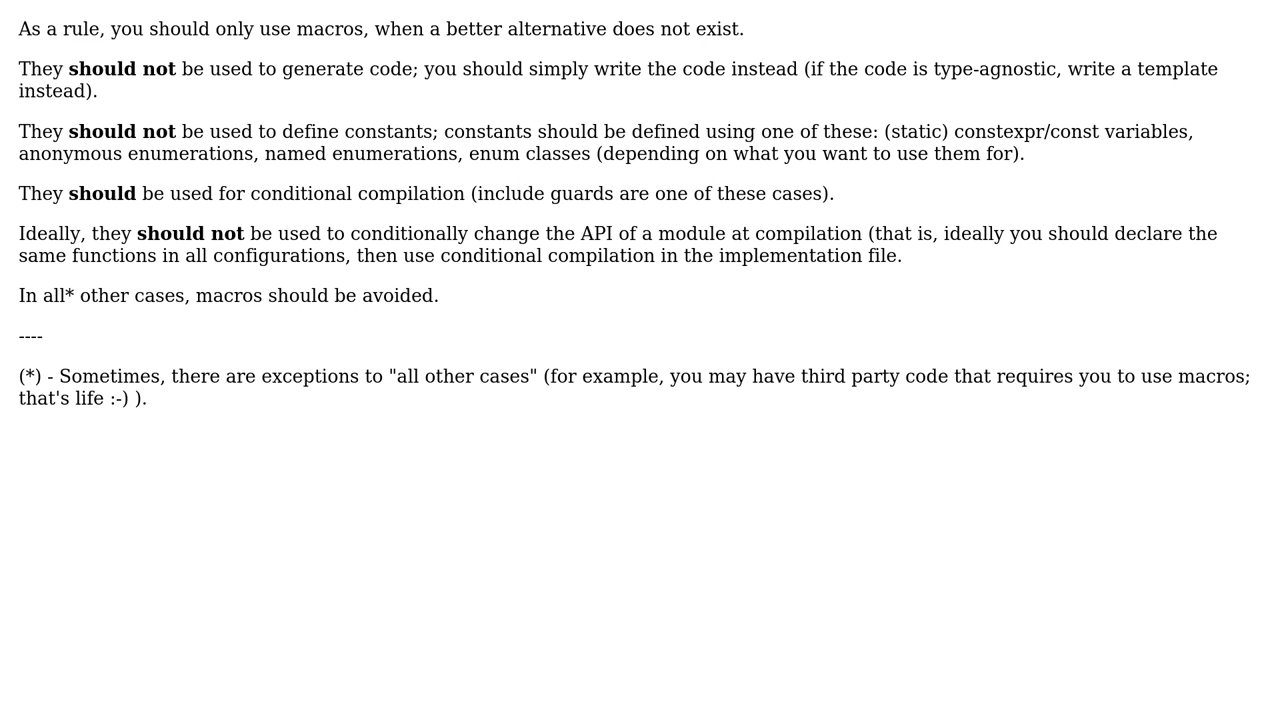 As a rule, you should only use macros, when a better alternative does not exist.
They should not be used to generate code; you should simply write the code instead (if the code is type-agnostic, write a template
instead).
They should not be used to define constants; constants should be defined using one of these: (static) constexpr/const variables,
anonymous enumerations, named enumerations, enum classes (depending on what you want to use them for).
They should be used for conditional compilation (include guards are one of these cases).
Ideally, they should not be used to conditionally change the API of a module at compilation (that is, ideally you should declare the
same functions in all configurations, then use conditional compilation in the implementation file.
In all* other cases, macros should be avoided.
----
(*) - Sometimes, there are exceptions to "all other cases" (for example, you may have third party code that requires you to use macros;
that's life :-) ).